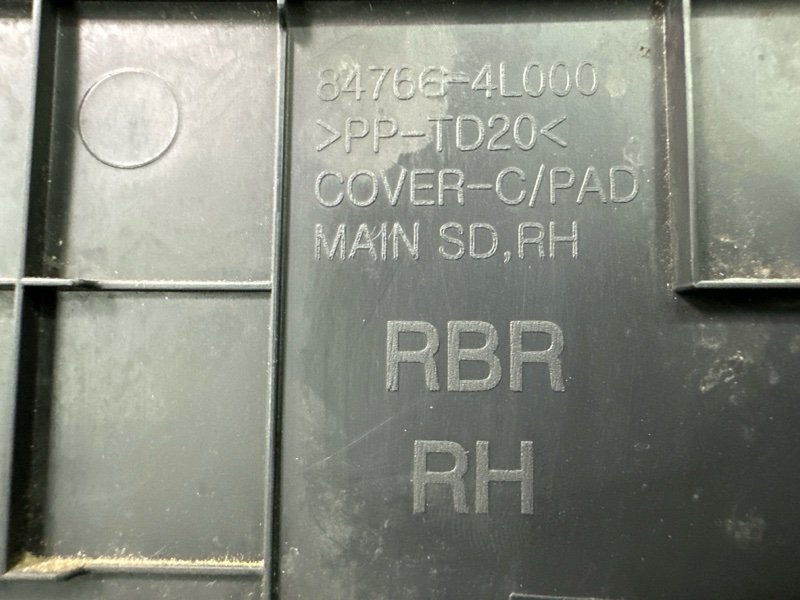 84766-4L000
>PP-TD20<
COVER-C/PAD
MAIN SD,RH
RBR
RH